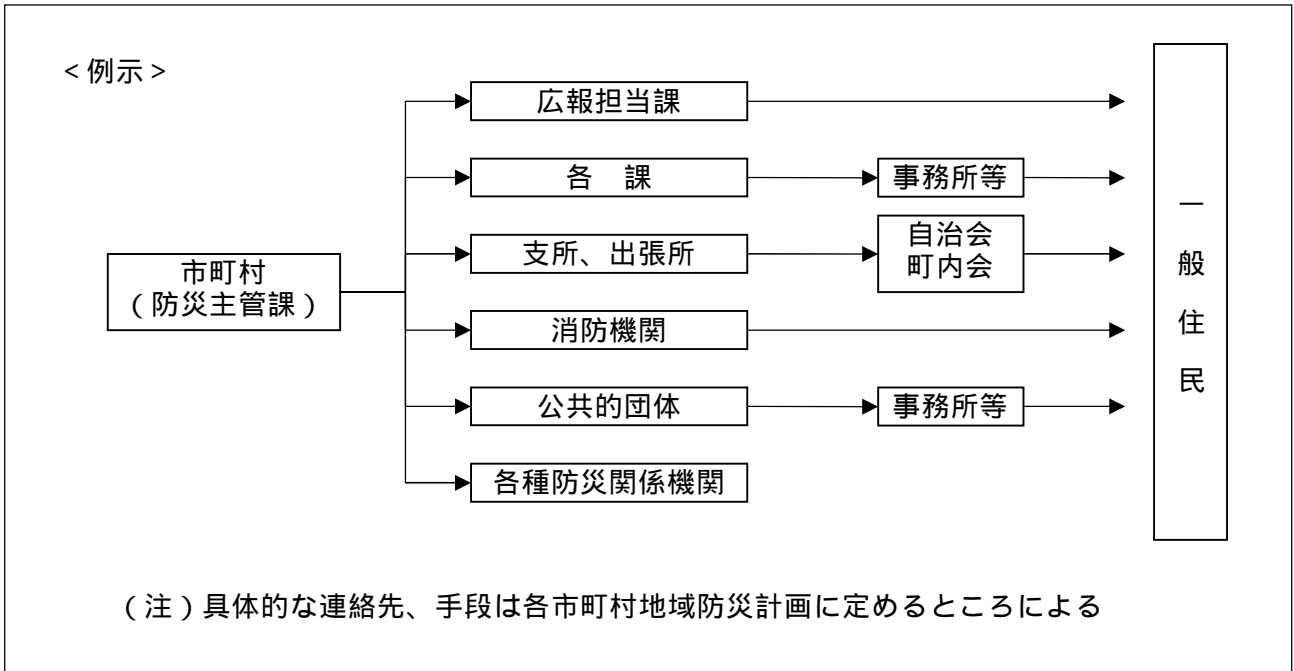 <例示>
広報担当課
各　課
事務所等
支所、出張所
自治会
町内会
市町村
(防災主管課)
消防機関
公共的団体
事務所等
各種防災関係機関
一般住民
(注)具体的な連絡先、手段は各市町村地域防災計画に定めるところによる